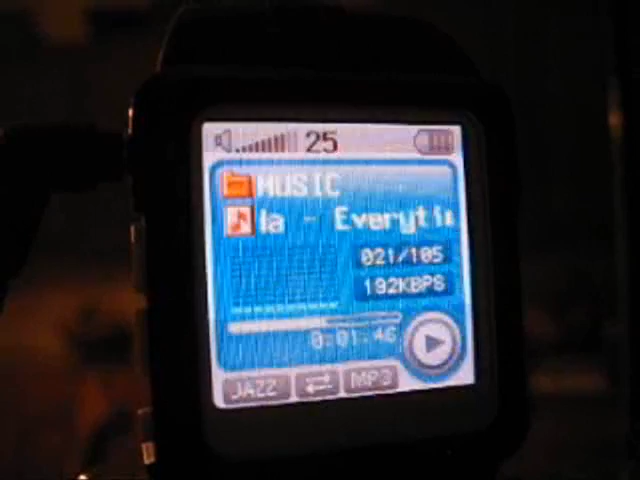 25
MUSIC
la - Everyti
021/105
192KBPS
0:01:46
JAZZ MP3